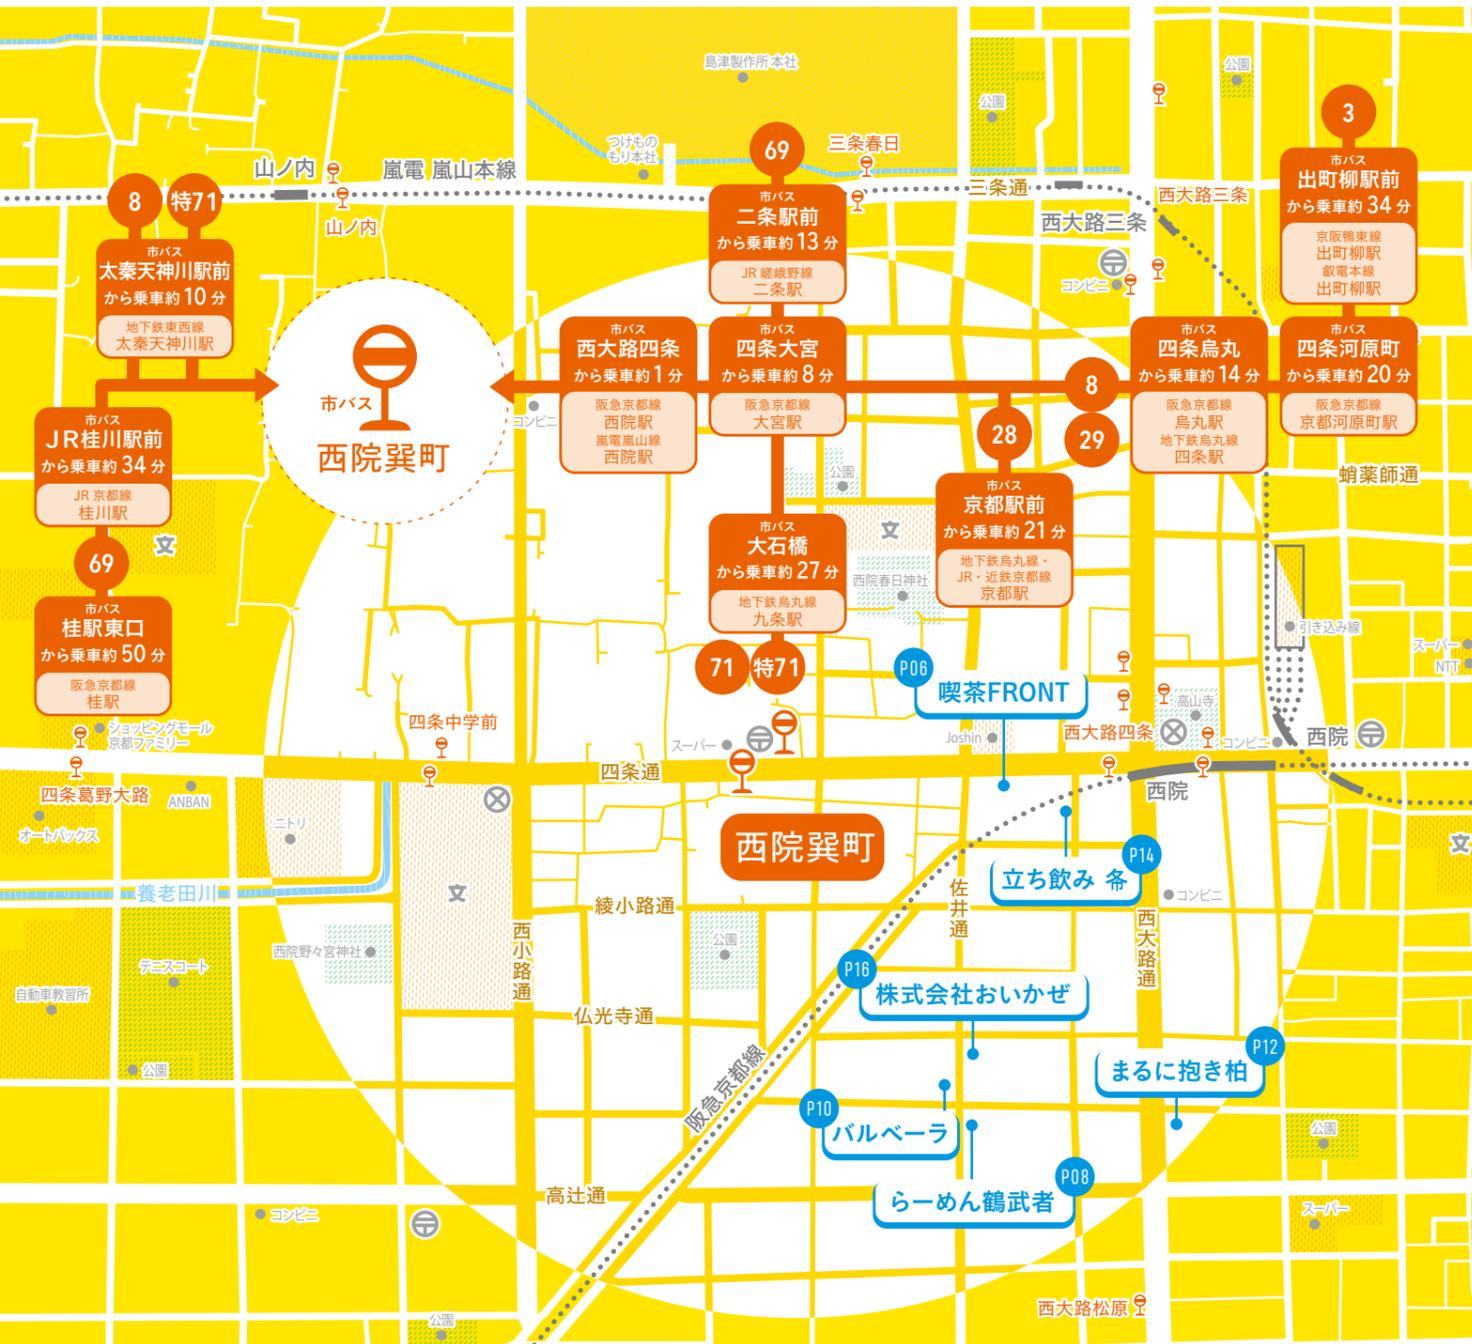 島津製作所 本社
公園
公園
3
市バス
出町柳駅前
から乗車約 34 分
京阪鴨東線
出町柳駅
叡電本線
出町柳駅
つけもの
もり本社
69
三条春日
山ノ内
嵐電 嵐山本線
山ノ内
三条通
西大路三条
西大路三条
コンビニ
8
特71
市バス
太秦天神川駅前
から乗車約 10 分
地下鉄東西線
太秦天神川駅
市バス
二条駅前
から乗車約 13 分
JR 嵯峨野線
二条駅
市バス
西院巽町
市バス
西大路四条
から乗車約 1 分
阪急京都線
西院駅
嵐電嵐山線
西院駅
市バス
四条大宮
から乗車約 8 分
阪急京都線
大宮駅
8
29
28
市バス
四条烏丸
から乗車約 14 分
阪急京都線
烏丸駅
地下鉄烏丸線
四条駅
市バス
四条河原町
から乗車約 20 分
阪急京都線
京都河原町駅
コンビニ
市バス
JR桂川駅前
から乗車約 34 分
JR 京都線
桂川駅
文
69
市バス
桂駅東口
から乗車約 50 分
阪急京都線
桂駅
公園
文
西院春日神社
市バス
大石橋
から乗車約 27 分
地下鉄烏丸線
九条駅
71
特71
市バス
京都駅前
から乗車約 21 分
地下鉄烏丸線・
JR・近鉄京都線
京都駅
蛸薬師通
引き込み線
スーパー
NTT
P06
喫茶FRONT
高山寺
ショッピングモール
京都ファミリー
四条中学前
スーパー
Joshin
西大路四条
コンビニ
西院
四条通
西院
四条葛野大路
ANBAN
オートバックス
ニトリ
西院巽町
P14
立ち飲み 夆
コンビニ
文
養老田川
文
綾小路通
佐井通
西大路通
西小路通
西院野々宮神社
公園
テニスコート
自動車教習所
P16
株式会社おいかぜ
仏光寺通
公園
阪急京都線
P12
まるに抱き柏
P10
バルベーラ
公園
P08
らーめん鶴武者
高辻通
コンビニ
スーパー
公園
西大路松原